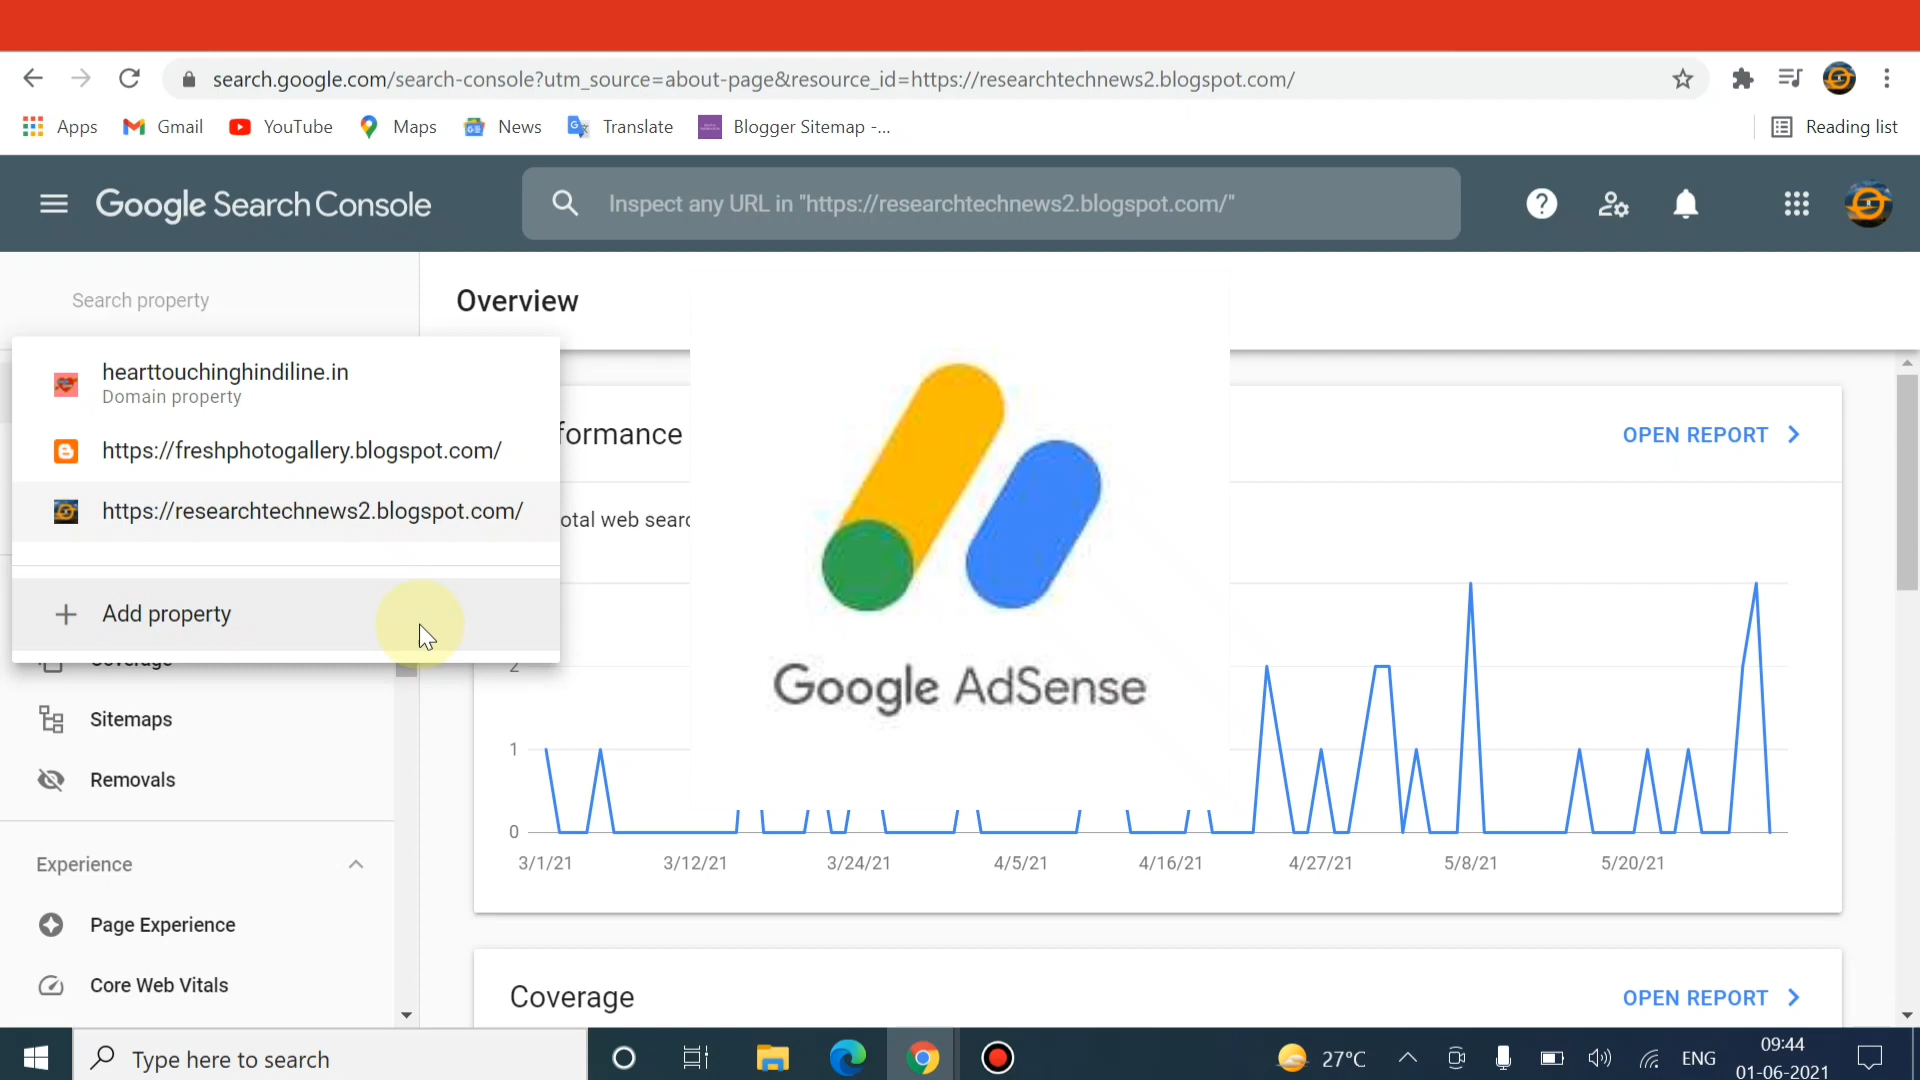 search.google.com/search-console?utm_source=about-page&resource_id=https://researchtechnews2.blogspot.com/
Apps Gmail YouTube Maps News Translate Blogger Sitemap -... Reading list
Google Search Console
Inspect any URL in "https://researchtechnews2.blogspot.com/"
Search property
Overview
hearttouchinghindiline.in
Domain property
https://freshphotogallery.blogspot.com/
https://researchtechnews2.blogspot.com/
Add property
formance
OPEN REPORT
otal web searc
Google AdSense
Coverage
Sitemaps
Removals
Experience
Page Experience
Core Web Vitals
2
1
0
3/1/21 3/12/21 3/24/21 4/5/21 4/16/21 4/27/21 5/8/21 5/20/21
Coverage
OPEN REPORT
Type here to search
27°C
ENG
09:44
01-06-2021